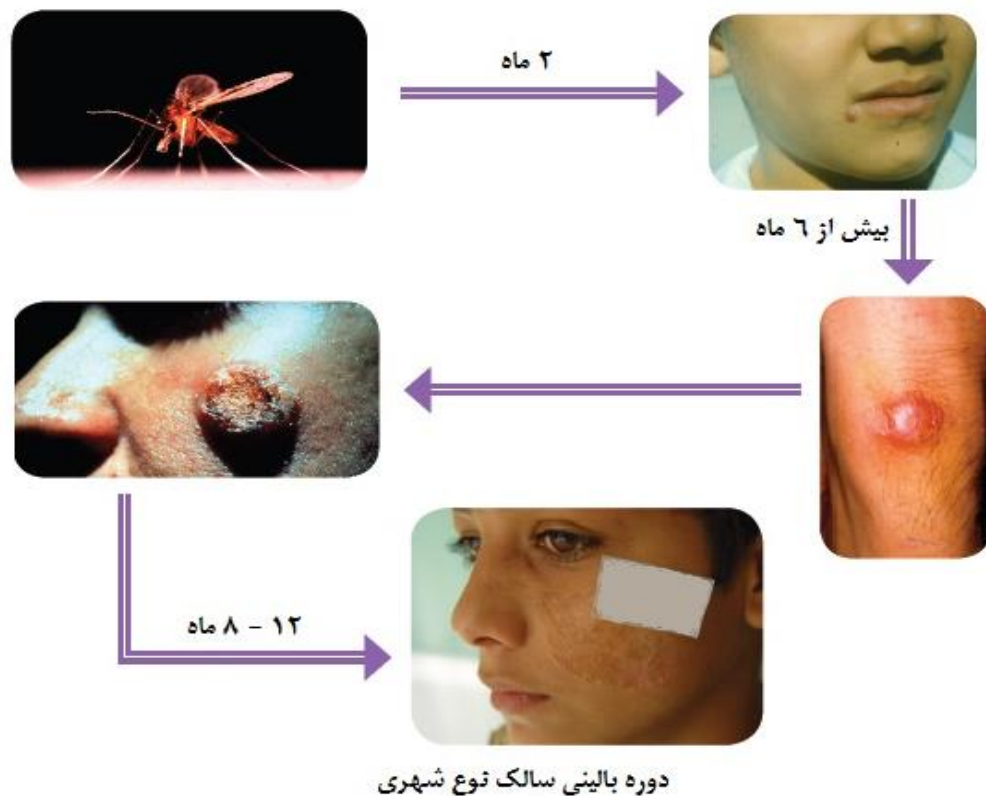 ۲ ماه
بیش از ٦ ماه
۸ – ۱۲ ماه
دوره بالینی سالک نوع شهری